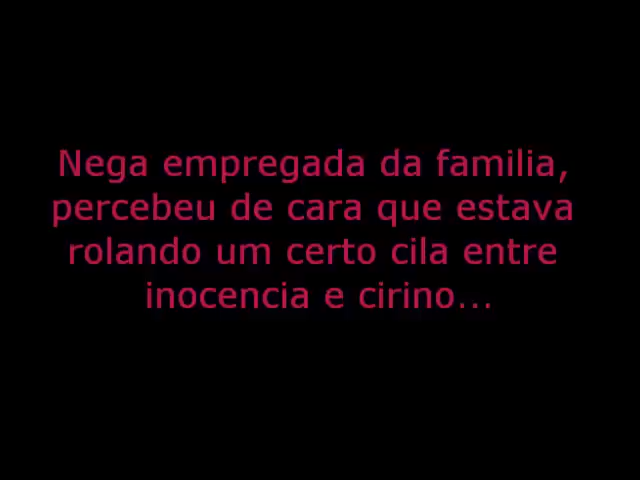 Nega empregada da familia,
percebeu de cara que estava
rolando um certo cila entre
inocencia e cirino...